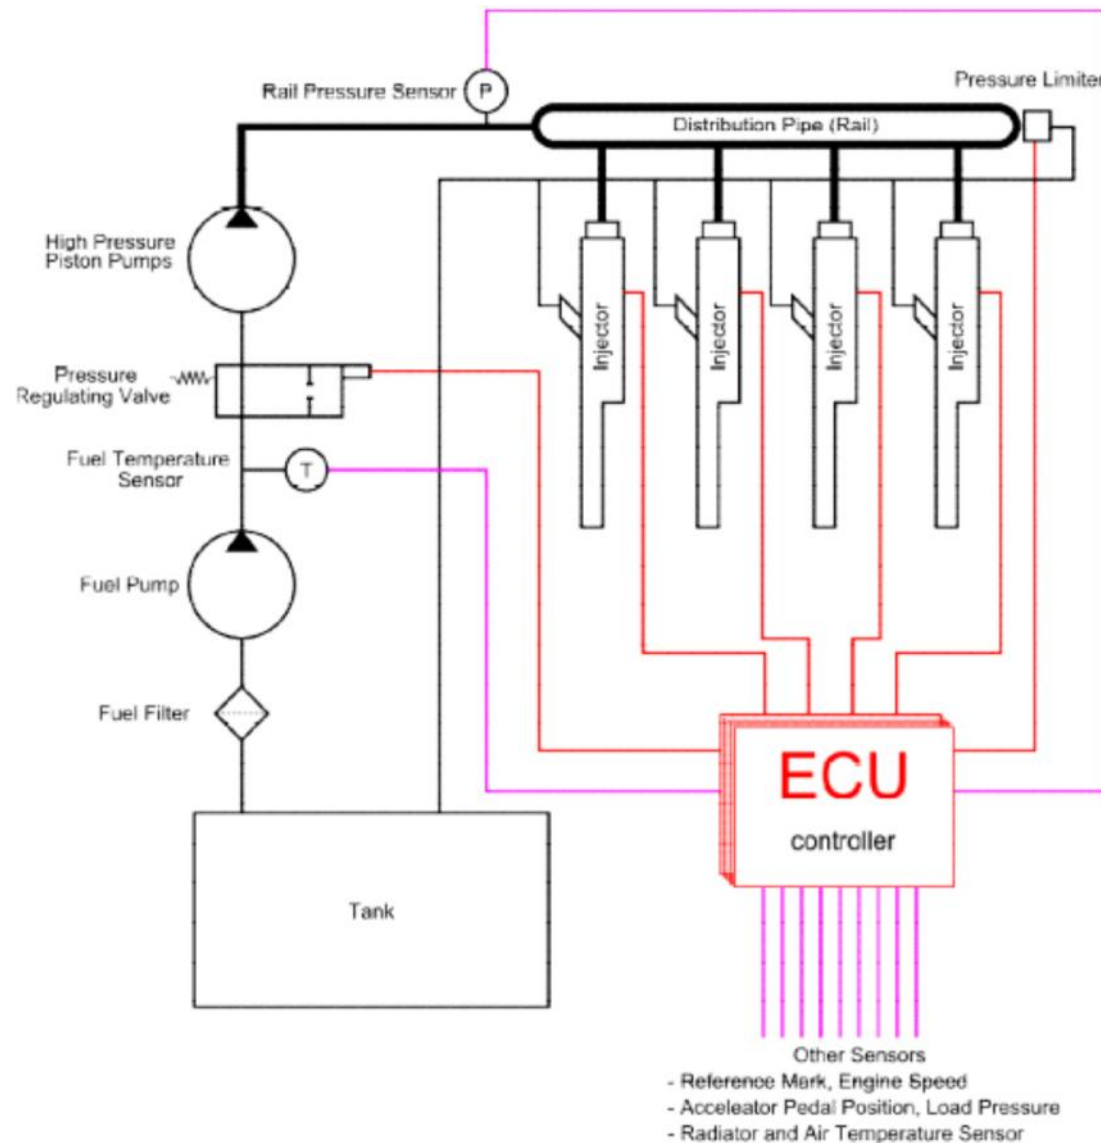 Rail Pressure Sensor
P
Pressure Limiter
Distribution Pipe (Rail)
High Pressure
Piston Pumps
Injector
Injector
Injector
Injector
Pressure
Regulating Valve
Fuel Temperature
Sensor
T
Fuel Pump
Fuel Filter
ECU
controller
Tank
Other Sensors
- Reference Mark, Engine Speed
- Acceleator Pedal Position, Load Pressure
- Radiator and Air Temperature Sensor